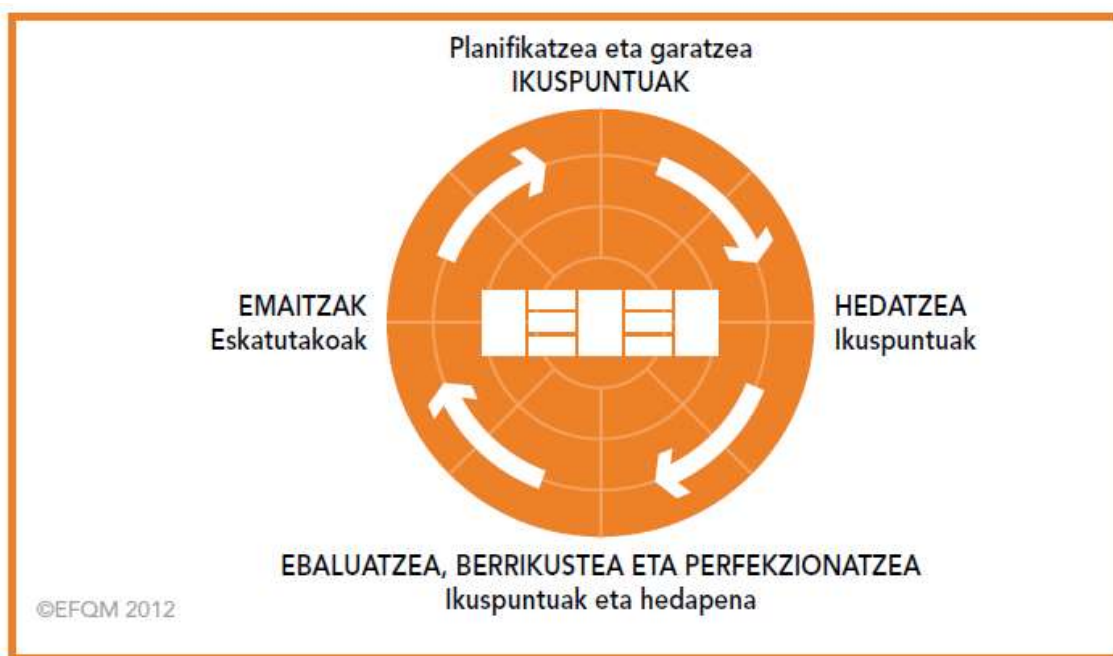 Planifikatzea eta garatzea
IKUSPUNTUAK
EMAITZAK
Eskatutakoak
HEDATZEA
Ikuspuntuak
EBALUATZEA, BERRIKUSTEA ETA PERFEKZIONATZEA
Ikuspuntuak eta hedapena
©EFQM 2012